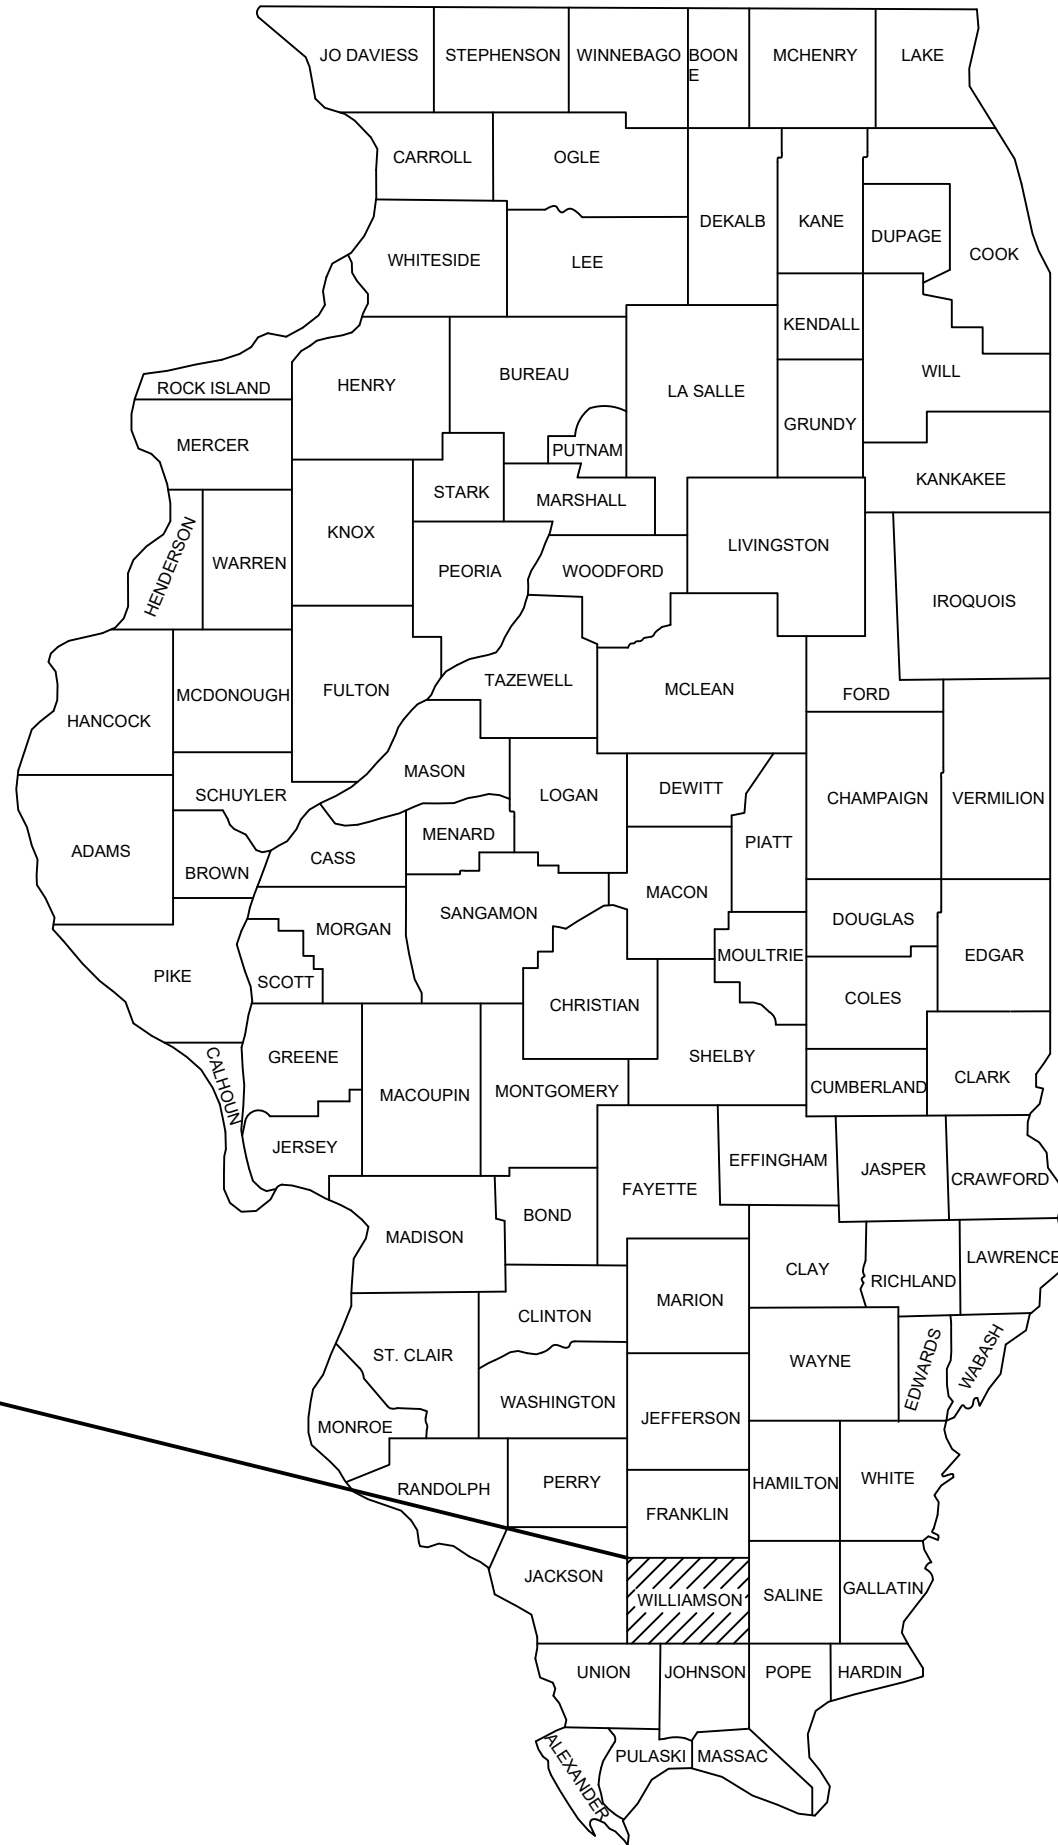 JO DAVIESS
STEPHENSON
WINNEBAGO
BOON
E
MCHENRY
LAKE
CARROLL
OGLE
DEKALB
KANE
DUPAGE
COOK
WHITESIDE
LEE
KENDALL
WILL
ROCK ISLAND
HENRY
BUREAU
LA SALLE
GRUNDY
MERCER
PUTNAM
KANKAKEE
STARK
MARSHALL
HENDERSON
WARREN
KNOX
PEORIA
WOODFORD
LIVINGSTON
IROQUOIS
HANCOCK
MCDONOUGH
FULTON
TAZEWELL
MCLEAN
FORD
MASON
SCHUYLER
LOGAN
DEWITT
CHAMPAIGN
VERMILION
ADAMS
BROWN
CASS
MENARD
PIATT
MACON
SANGAMON
MORGAN
DOUGLAS
PIKE
SCOTT
MOULTRIE
EDGAR
CHRISTIAN
COLES
CALHOUN
GREENE
MACOUPIN
MONTGOMERY
SHELBY
CUMBERLAND
CLARK
JERSEY
FAYETTE
EFFINGHAM
JASPER
CRAWFORD
MADISON
BOND
CLAY
RICHLAND
LAWRENCE
MARION
CLINTON
ST. CLAIR
WAYNE
EDWARDS
WABASH
MONROE
WASHINGTON
JEFFERSON
RANDOLPH
PERRY
FRANKLIN
HAMILTON
WHITE
JACKSON
WILLIAMSON
SALINE
GALLATIN
UNION
JOHNSON
POPE
HARDIN
ALEXANDER
PULASKI
MASSAC